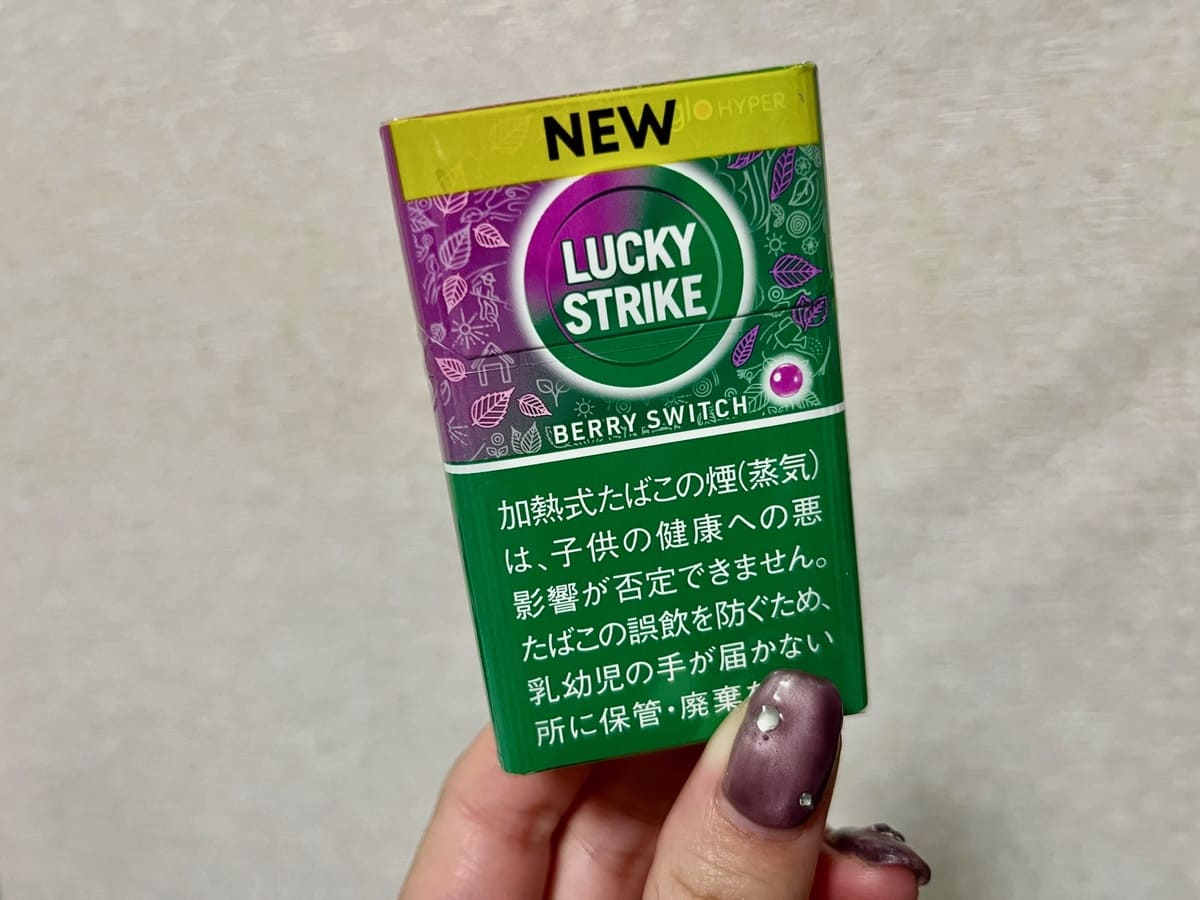 NEW
glo HYPER
LUCKY
STRIKE
BERRY SWITCH
加熱式たばこの煙(蒸気)
は、子供の健康への悪
影響が否定できません。
たばこの誤飲を防ぐため、
乳幼児の手が届かない
所に保管・廃棄